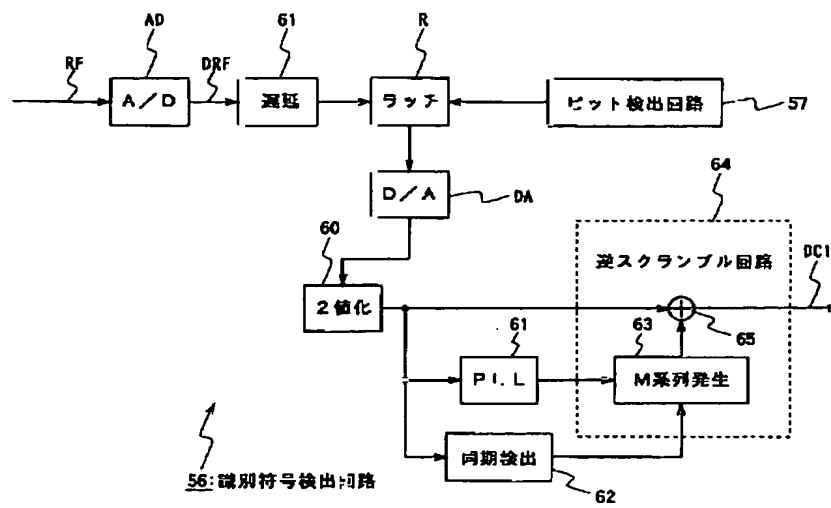 AD
61
R
RF
DRF
A/D
遅延
ラッチ
ピット検出回路
57
D/A
DA
64
60
逆スクランブル回路
DC1
2値化
65
61
63
PLL
M系列発生
同期検出
62
56:識別符号検出回路